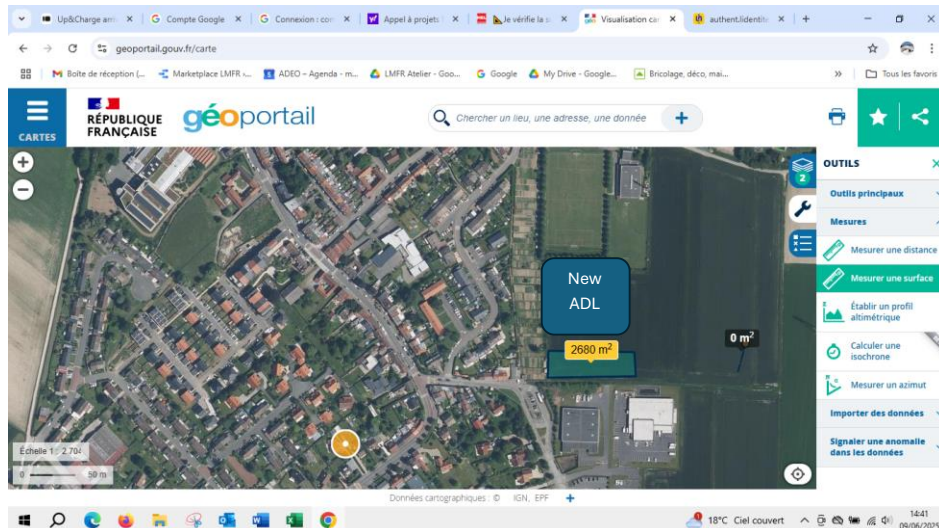 Up&Charge am
Compte Google
Connexion : con
Appel à projets
Je vérifie la s
Visualisation car
authent.lidentit
geoportail.gouv.fr/carte
Boîte de réception (...
Marketplace LMFR -...
ADEO – Agenda - m...
LMFR Atelier - Goo...
Google
My Drive - Google...
Bricolage, déco, mai...
Tous les favoris
CARTES
RÉPUBLIQUE
FRANÇAISE
géoportail
Chercher un lieu, une adresse, une donnée
2
OUTILS
Outils principaux
Mesures
Mesurer une distance
Mesurer une surface
Établir un profil
altimétrique
Calculer une
isochrone
Mesurer un azimut
Importer des données
Signaler une anomalie
dans les données
New
ADL
2680 m²
0 m²
Échelle 1 : 2 704
0 50 m
Données cartographiques : © IGN, EPF
18°C Ciel couvert
14:41